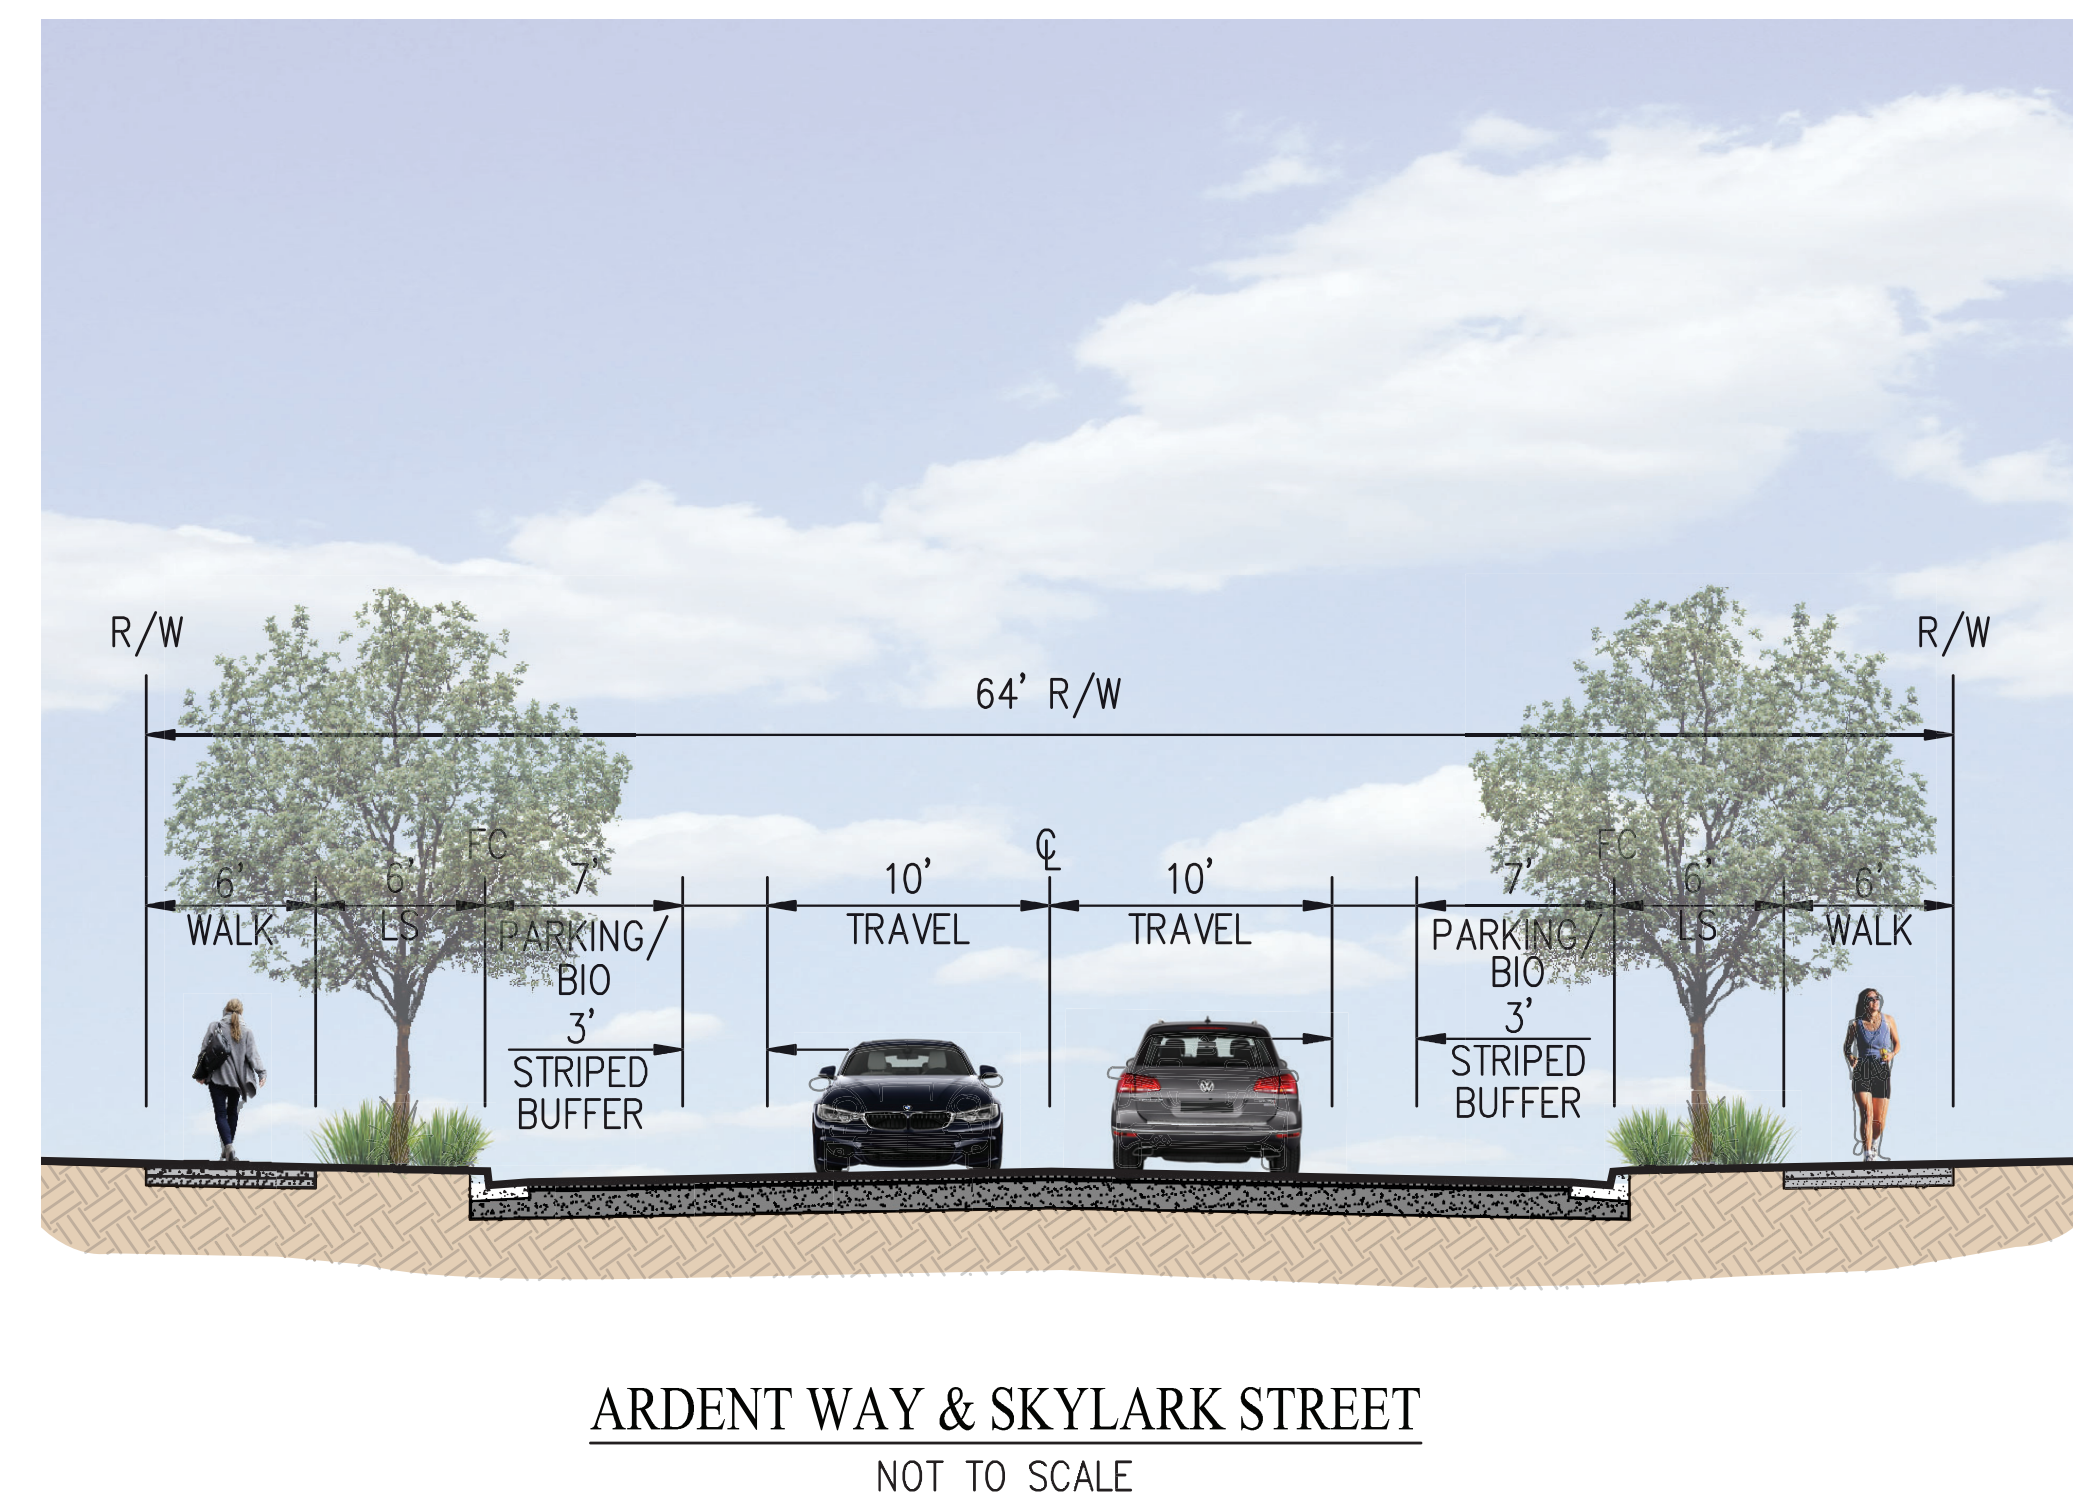 R/W
R/W
64' R/W
FC
℄
FC
6'
6'
7'
10'
10'
7'
6'
6'
WALK
LS
PARKING/
BIO
TRAVEL
TRAVEL
PARKING/
BIO
LS
WALK
3'
STRIPED
BUFFER
3'
STRIPED
BUFFER
ARDENT WAY & SKYLARK STREET
NOT TO SCALE